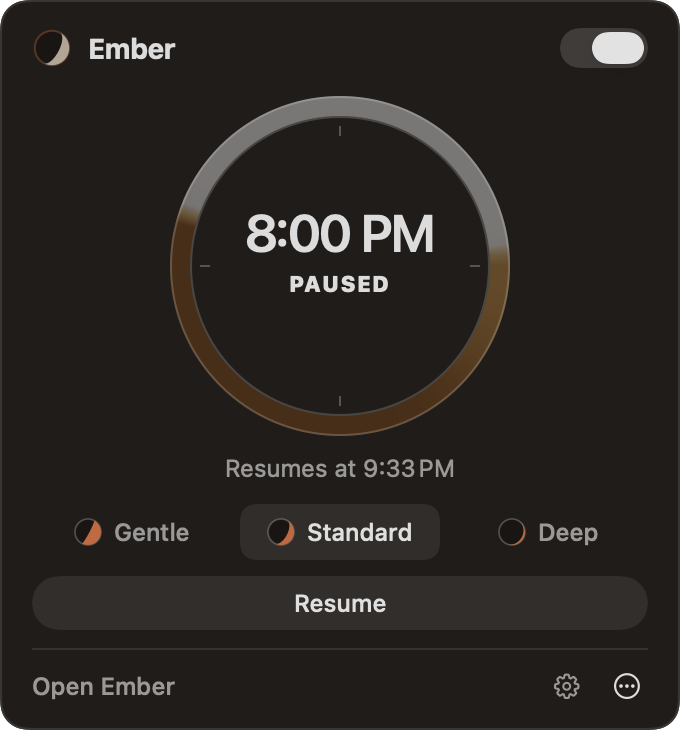 Ember
8:00 PM
PAUSED
Resumes at 9:33 PM
Gentle
Standard
Deep
Resume
Open Ember